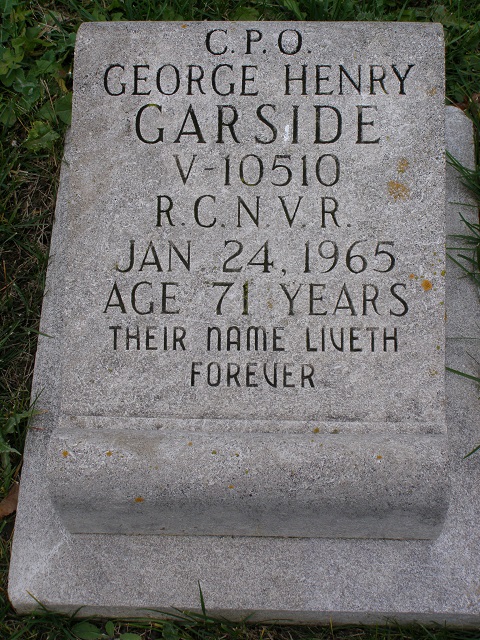 C.P.O.
GEORGE HENRY
GARSIDE
V-10510
R.C.N.V.R.
JAN 24, 1965
AGE 71 YEARS
THEIR NAME LIVETH
FOREVER